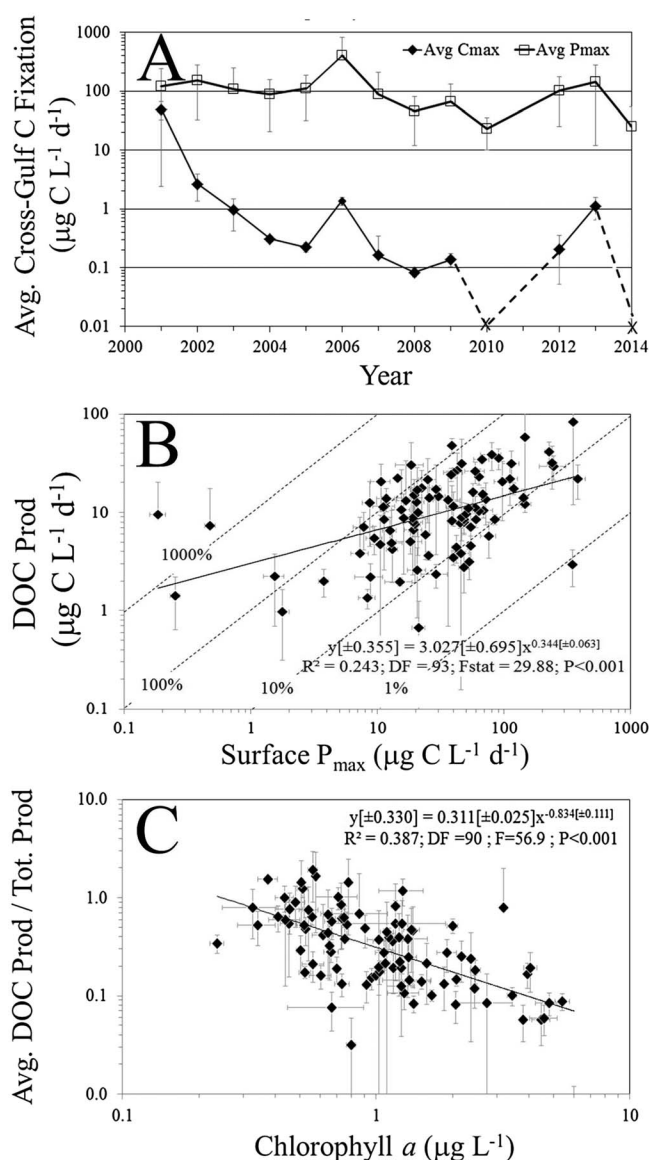 A
Avg Cmax
Avg Pmax
Avg. Cross-Gulf C Fixation
(µg C L⁻¹ d⁻¹)
1000
100
10
1
0.1
0.01
2000 2002 2004 2006 2008 2010 2012 2014
Year
B
DOC Prod
(µg C L⁻¹ d⁻¹)
100
10
1
0.1
1000%
100%
10%
1%
y[±0.355] = 3.027[±0.695]x^0.344[±0.063]
R² = 0.243; DF =-93; Fstat = 29.88; P<0.001
0.1 1 10 100 1000
Surface Pmax (µg C L⁻¹ d⁻¹)
C
Avg. DOC Prod / Tot. Prod
10.0
1.0
0.1
0.0
y[±0.330] = 0.311[±0.025]x^-0.834[±0.111]
R² = 0.387; DF =90 ; F=56.9 ; P<0.001
0.1 1 10
Chlorophyll a (µg L⁻¹)